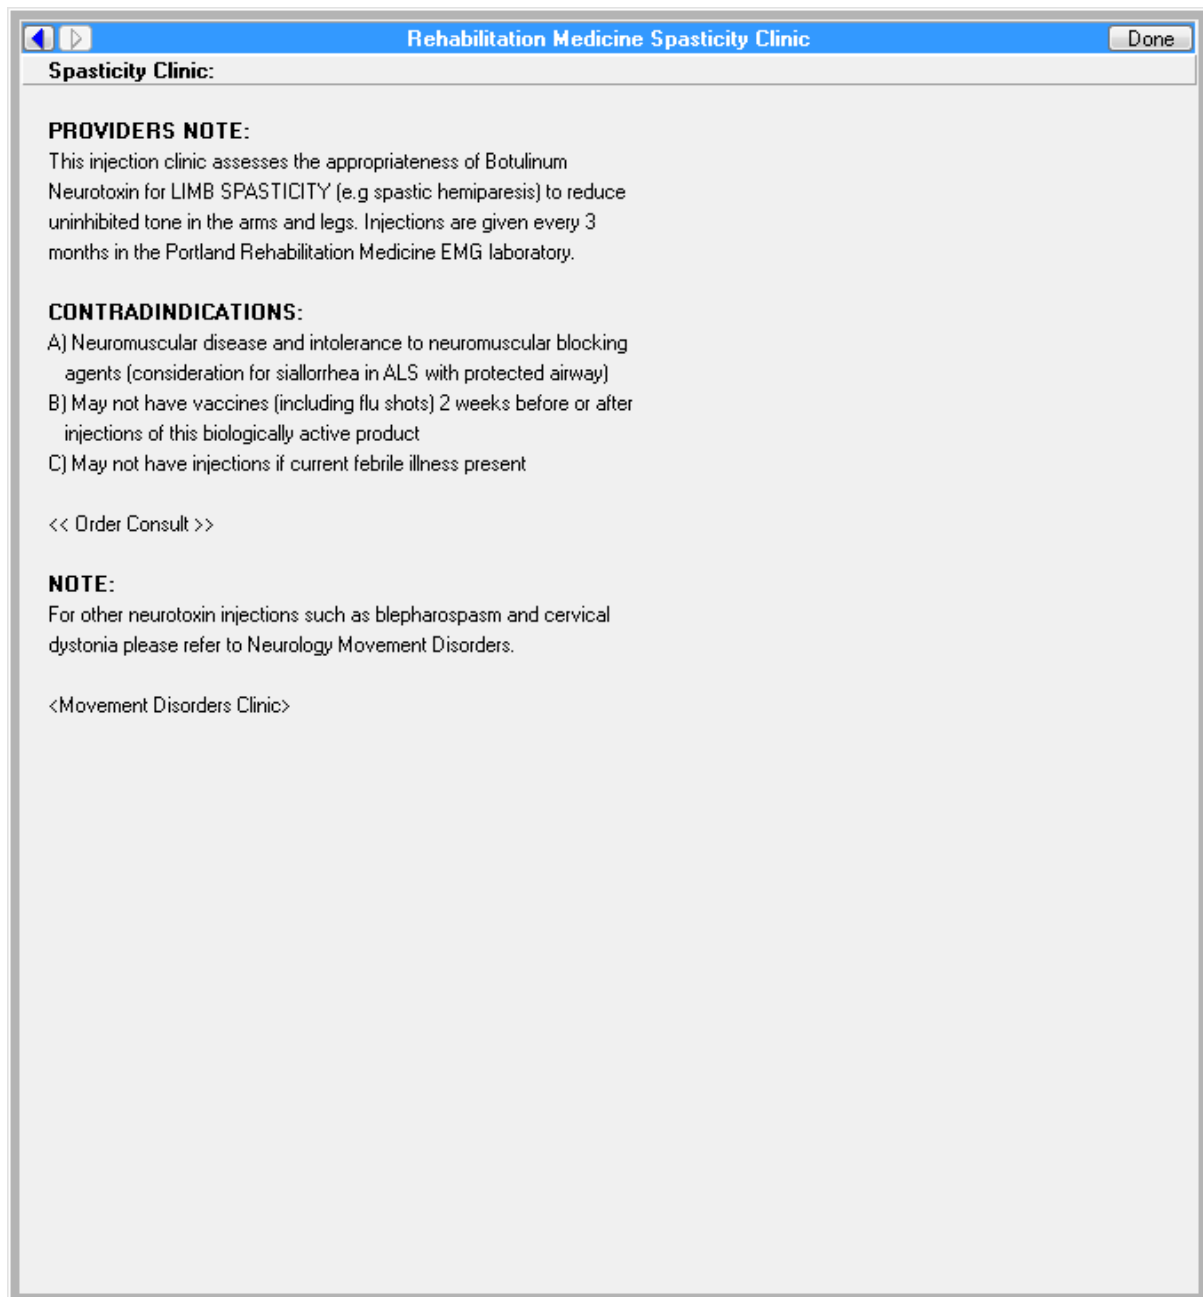 Rehabilitation Medicine Spasticity Clinic
Done
Spasticity Clinic:
PROVIDERS NOTE:
This injection clinic assesses the appropriateness of Botulinum
Neurotoxin for LIMB SPASTICITY (e.g spastic hemiparesis) to reduce
uninhibited tone in the arms and legs. Injections are given every 3
months in the Portland Rehabilitation Medicine EMG laboratory.
CONTRADINDICATIONS:
A) Neuromuscular disease and intolerance to neuromuscular blocking
agents (consideration for siallorrhea in ALS with protected airway)
B) May not have vaccines (including flu shots) 2 weeks before or after
injections of this biologically active product
C) May not have injections if current febrile illness present
<< Order Consult >>
NOTE:
For other neurotoxin injections such as blepharospasm and cervical
dystonia please refer to Neurology Movement Disorders.
<Movement Disorders Clinic>